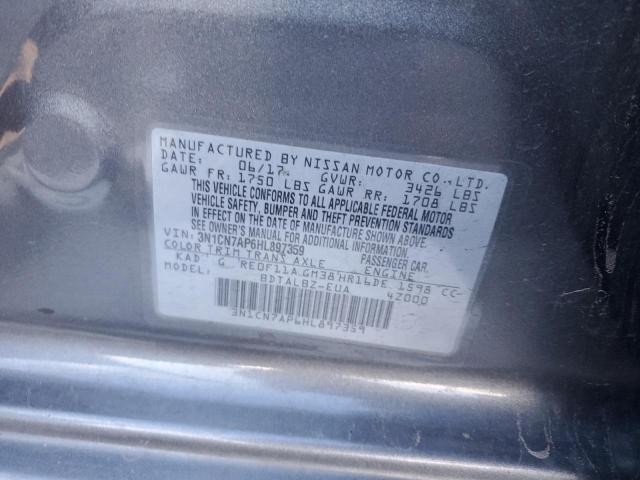 MANUFACTURED BY NISSAN MOTOR CO., LTD.
DATE: 06/17 GVWR: 3426 LBS
GAWR FR: 1750 LBS GAWR RR: 1708 LBS
THIS VEHICLE CONFORMS TO ALL APPLICABLE FEDERAL MOTOR
VEHICLE SAFETY, BUMPER AND THEFT PREVENTION STANDARDS
IN EFFECT ON THE DATE OF MANUFACTURE SHOWN ABOVE.
SEE OWNER'S MANUAL FOR ADDITIONAL INFORMATION
VIN: 3N1CN7AP6HL897359 PASSENGER CAR.
COLOR TRIM TRANS AXLE ENGINE
KAD G RE0F11A GM38 HR16DE 1598 CC
MODEL: BDTALBZ-EUA 4Z000
3N1CN7AP6HL897359